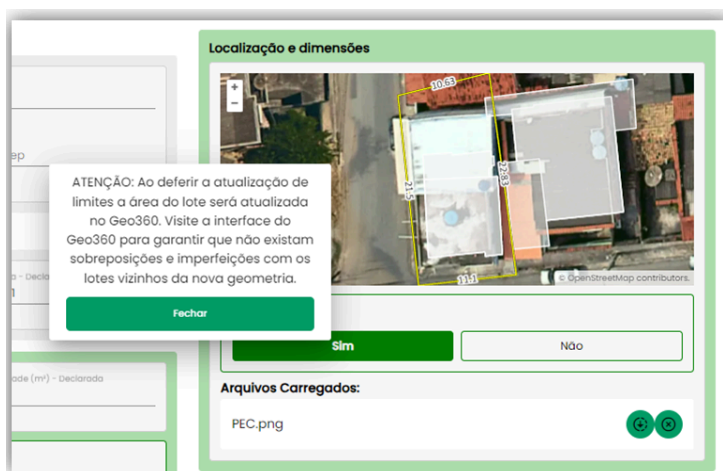 Localização e dimensões
+
−
10.63
21.5
22.83
11.1
© OpenStreetMap contributors.
ep
ATENÇÃO: Ao deferir a atualização de
limites a área do lote será atualizada
no Geo360. Visite a interface do
Geo360 para garantir que não existam
sobreposições e imperfeições com os
lotes vizinhos da nova geometria.
Fechar
Sim
Não
ade (m²) - Declarada
Arquivos Carregados:
PEC.png